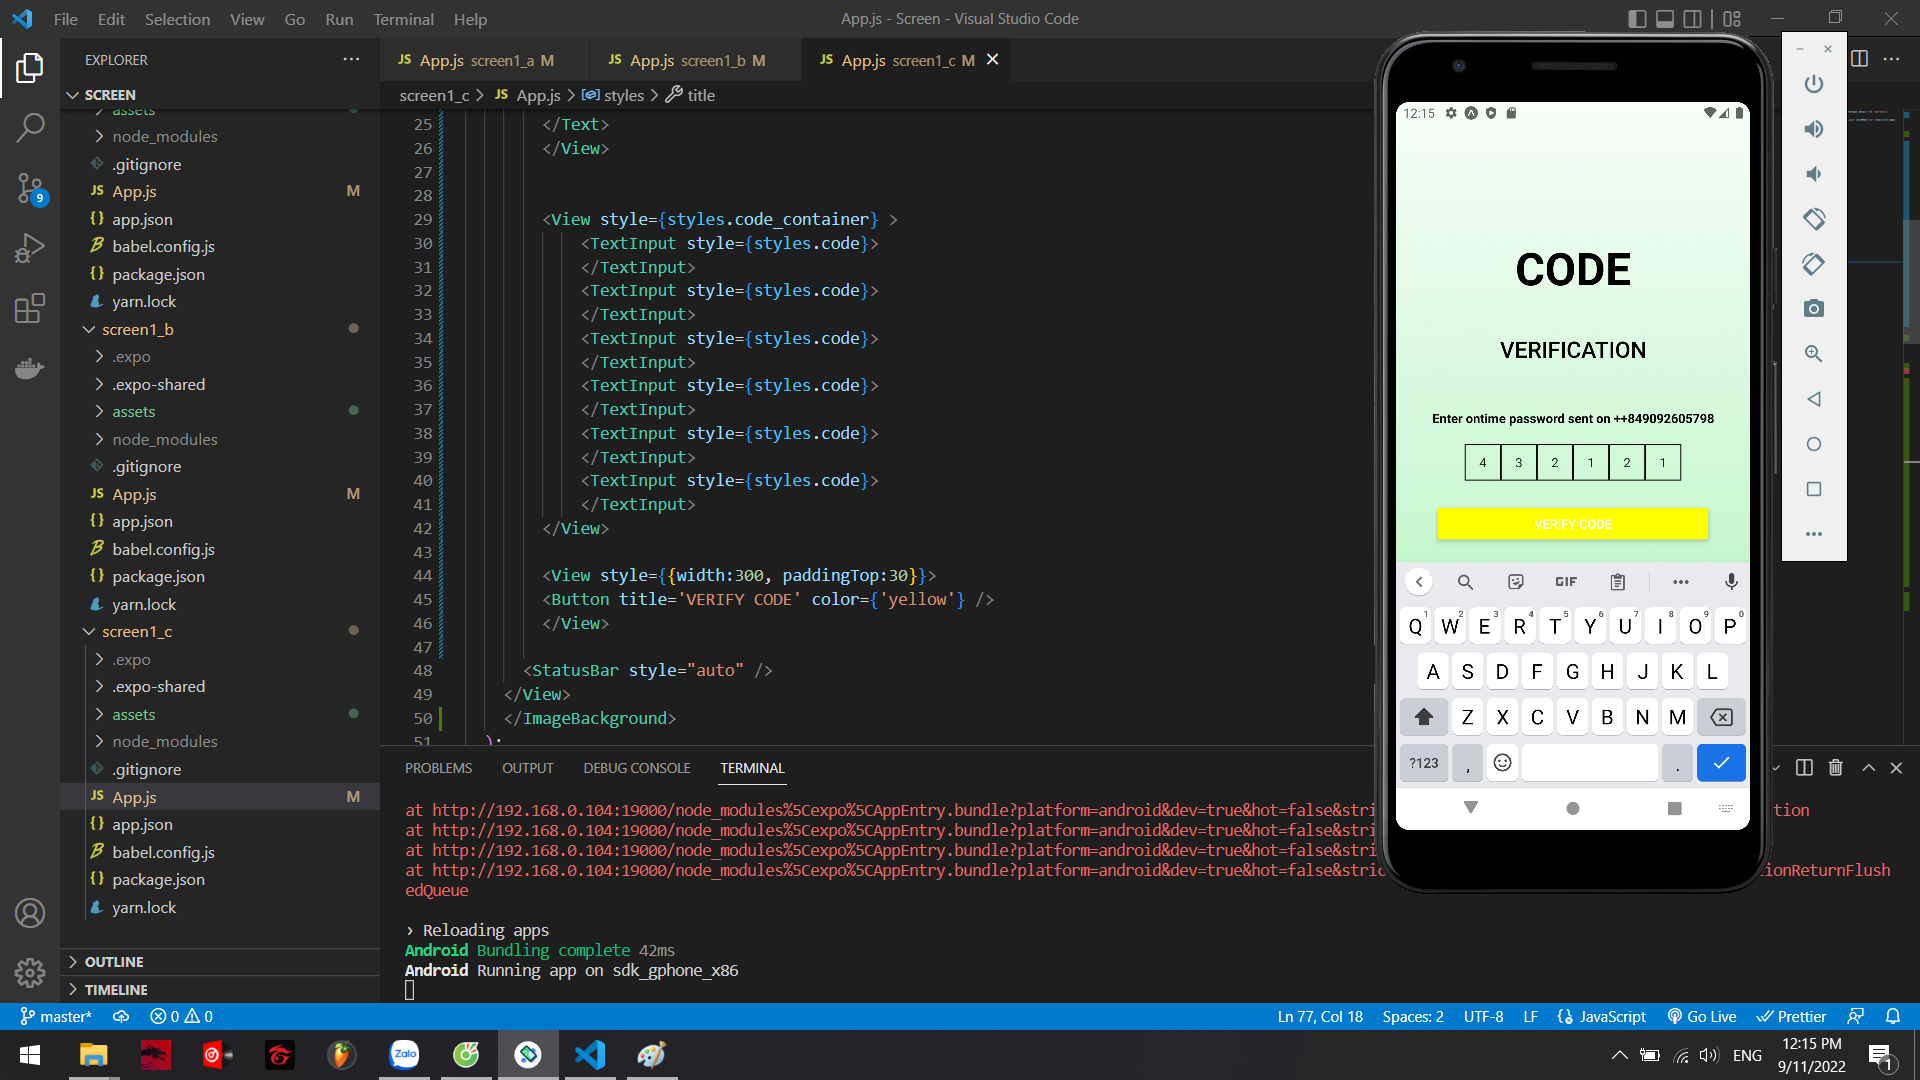 File Edit Selection View Go Run Terminal Help
App.js - Screen - Visual Studio Code
EXPLORER
SCREEN
assets
node_modules
.gitignore
App.js M
app.json
babel.config.js
package.json
yarn.lock
screen1_b
.expo
.expo-shared
assets
node_modules
.gitignore
App.js M
app.json
babel.config.js
package.json
yarn.lock
screen1_c
.expo
.expo-shared
assets
node_modules
.gitignore
App.js M
app.json
babel.config.js
package.json
yarn.lock
OUTLINE
TIMELINE
9
JS App.js screen1_a M
JS App.js screen1_b M
JS App.js screen1_c M
screen1_c > JS App.js > styles > title
25 </Text>
26 </View>
27
28
29 <View style={styles.code_container} >
30 <TextInput style={styles.code}>
31 </TextInput>
32 <TextInput style={styles.code}>
33 </TextInput>
34 <TextInput style={styles.code}>
35 </TextInput>
36 <TextInput style={styles.code}>
37 </TextInput>
38 <TextInput style={styles.code}>
39 </TextInput>
40 <TextInput style={styles.code}>
41 </TextInput>
42 </View>
43
44 <View style={{width:300, paddingTop:30}}>
45 <Button title='VERIFY CODE' color={'yellow'} />
46 </View>
47
48 <StatusBar style="auto" />
49 </View>
50 </ImageBackground>
51 );
PROBLEMS OUTPUT DEBUG CONSOLE TERMINAL
at http://192.168.0.104:19000/node_modules%5Cexpo%5CAppEntry.bundle?platform=android&dev=true&hot=false&stri tion
at http://192.168.0.104:19000/node_modules%5Cexpo%5CAppEntry.bundle?platform=android&dev=true&hot=false&stri
at http://192.168.0.104:19000/node_modules%5Cexpo%5CAppEntry.bundle?platform=android&dev=true&hot=false&stri
at http://192.168.0.104:19000/node_modules%5Cexpo%5CAppEntry.bundle?platform=android&dev=true&hot=false&stric ionReturnFlush
edQueue
› Reloading apps
Android Bundling complete 42ms
Android Running app on sdk_gphone_x86
12:15
CODE
VERIFICATION
Enter ontime password sent on ++849092605798
4 3 2 1 2 1
VERIFY CODE
GIF
1 2 3 4 5 6 7 8 9 0
Q W E R T Y U I O P
A S D F G H J K L
Z X C V B N M
?123 , .
master* 0 0
Ln 77, Col 18 Spaces: 2 UTF-8 LF {} JavaScript Go Live Prettier
Zalo
ENG
12:15 PM
9/11/2022
1